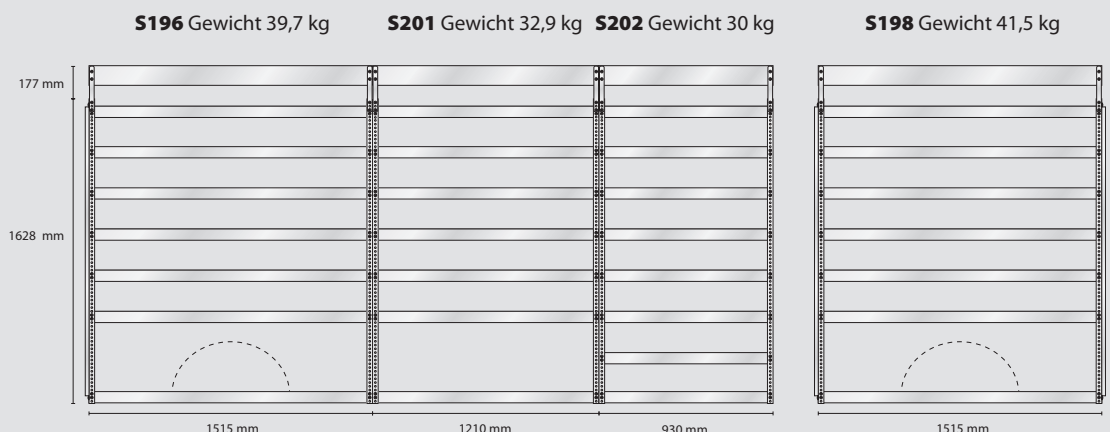 S196 Gewicht 39,7 kg
S201 Gewicht 32,9 kg
S202 Gewicht 30 kg
S198 Gewicht 41,5 kg
177 mm
1628 mm
1515 mm
1210 mm
930 mm
1515 mm